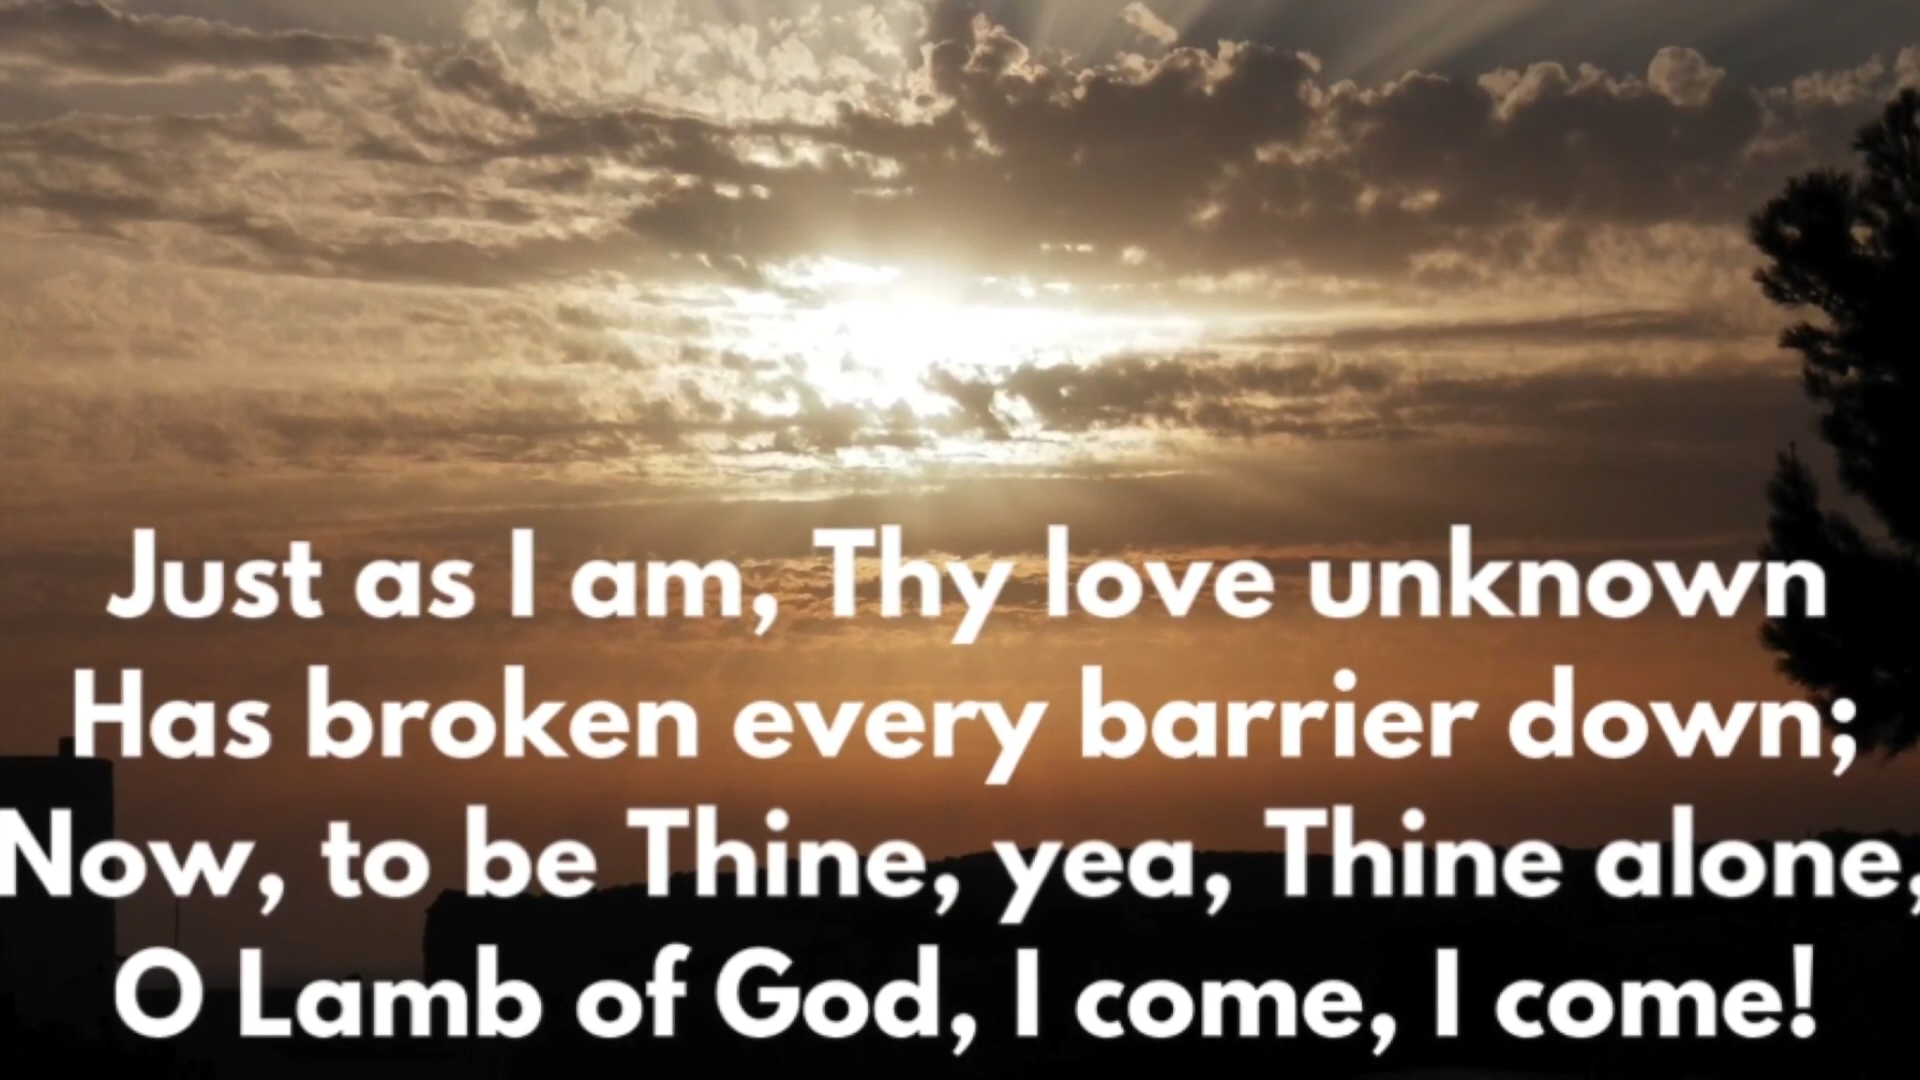 Just as I am, Thy love unknown
Has broken every barrier down;
Now, to be Thine, yea, Thine alone,
O Lamb of God, I come, I come!